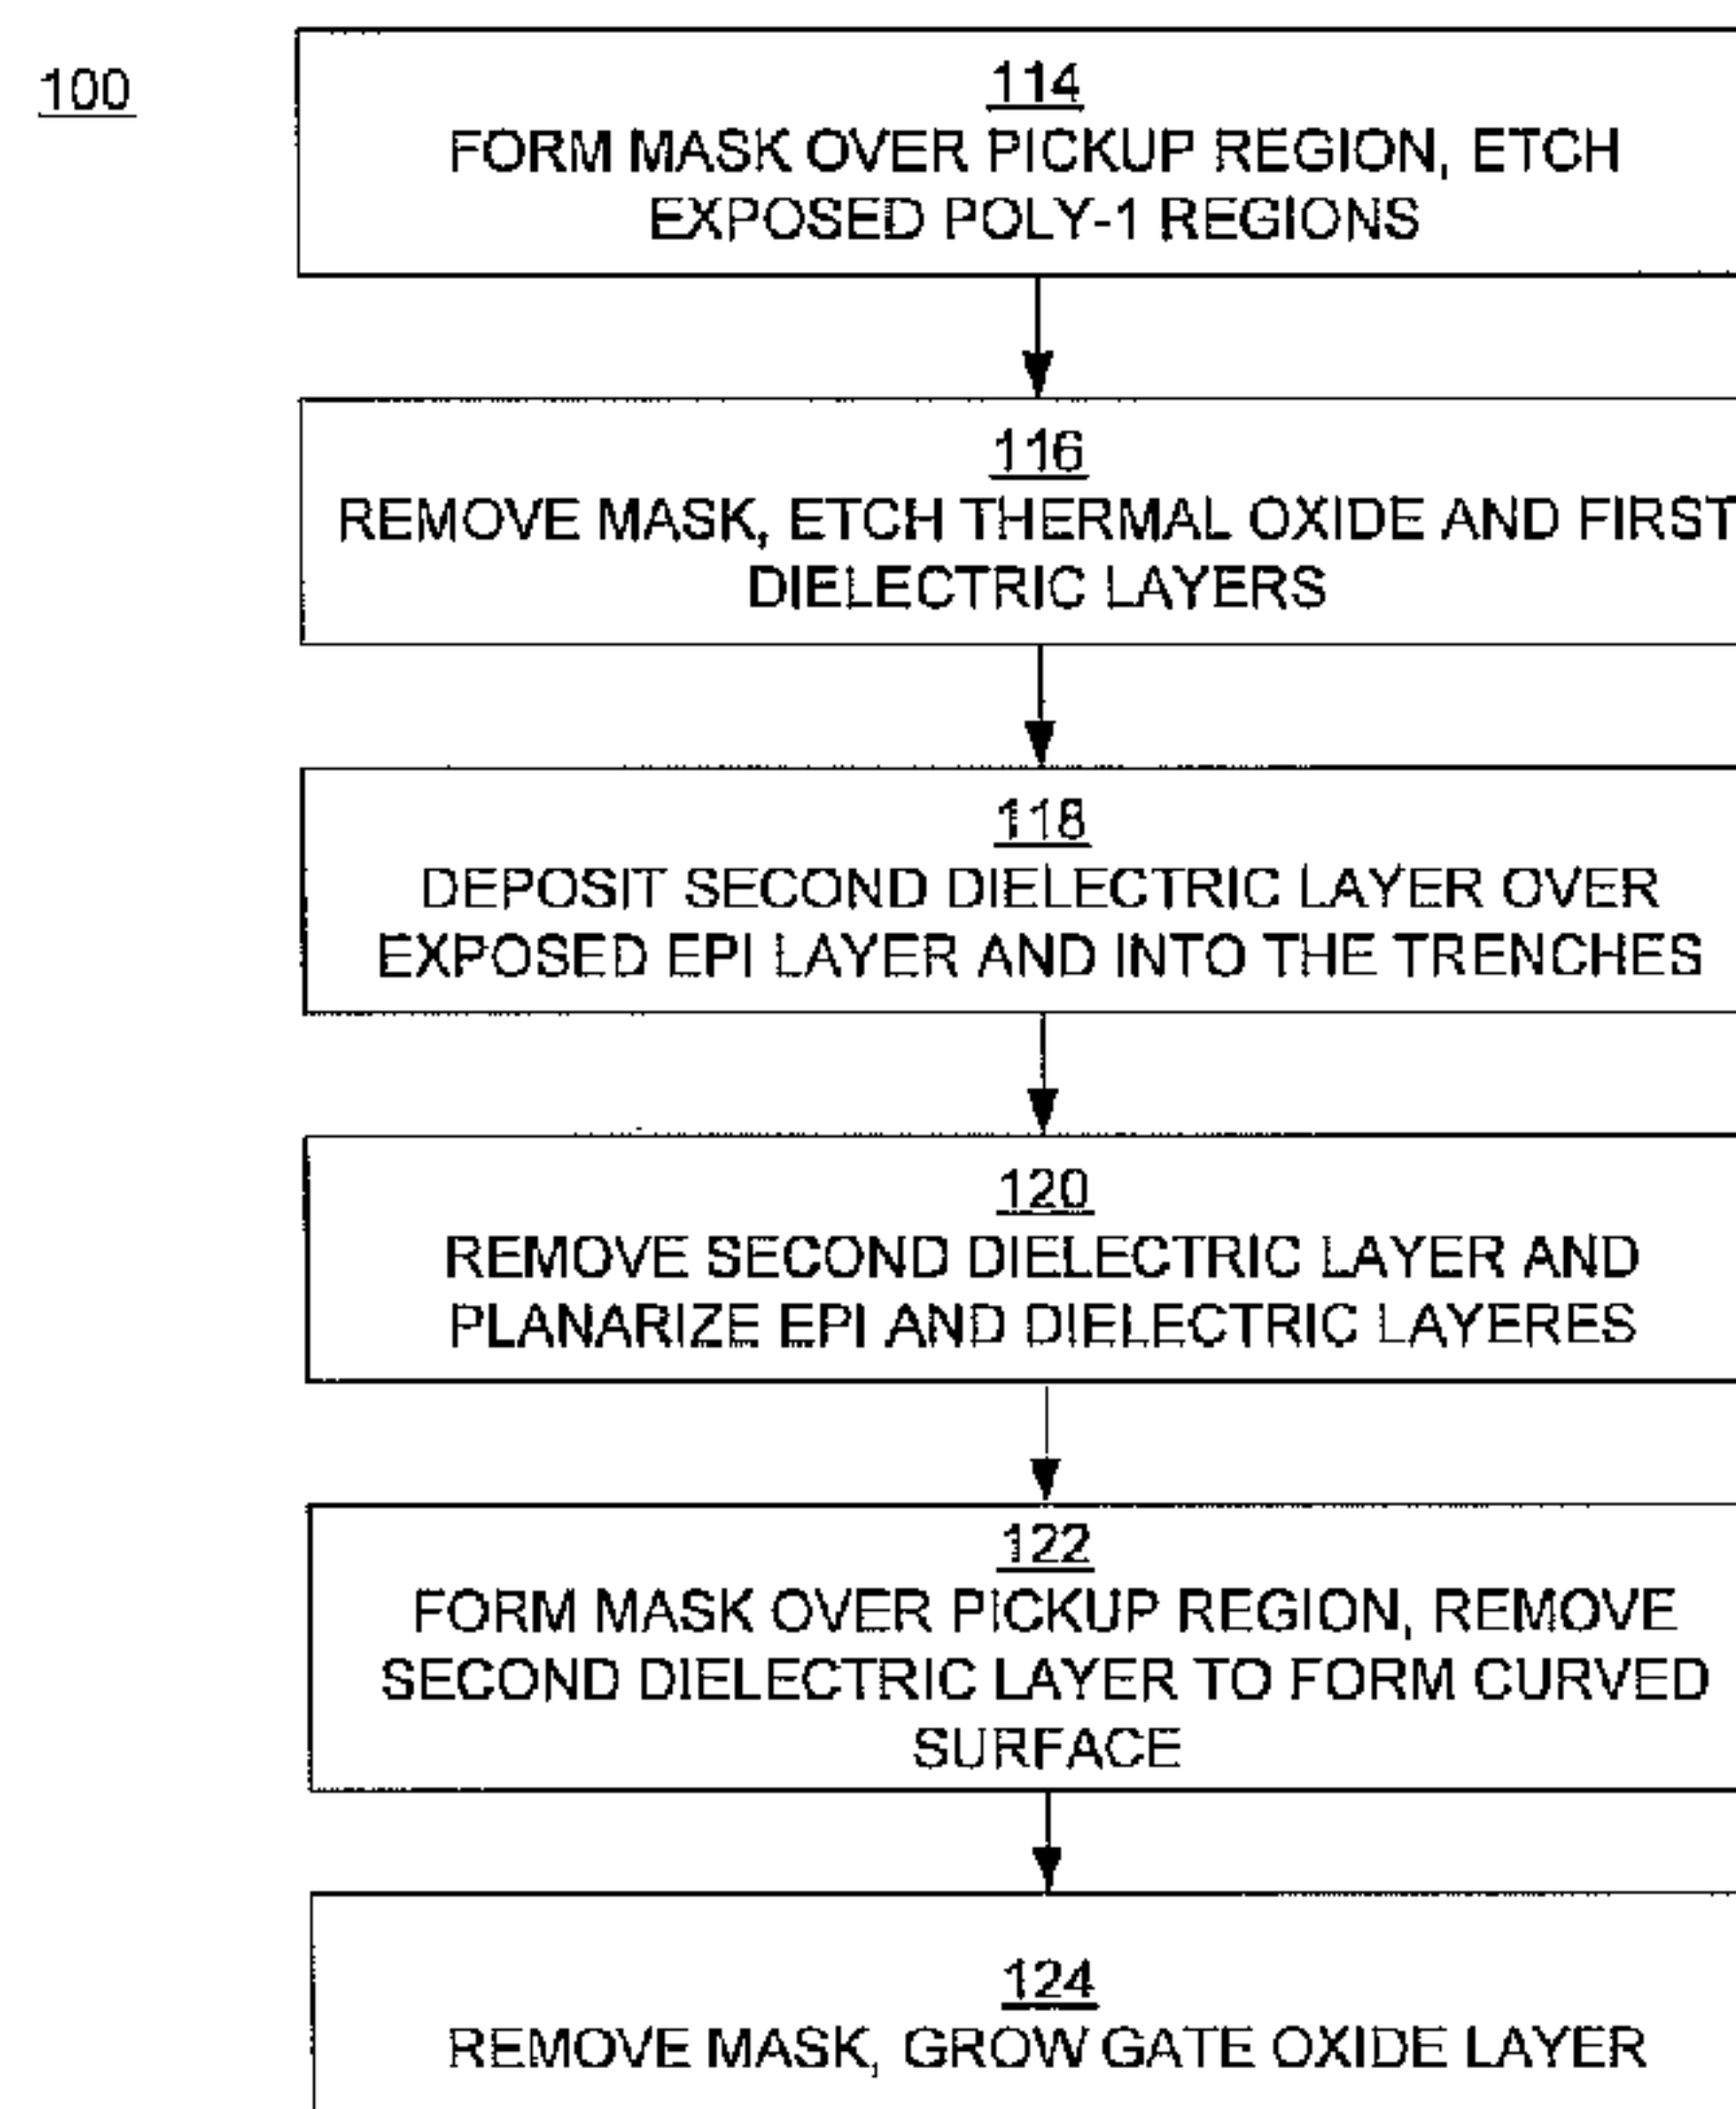 100
114
FORM MASK OVER PICKUP REGION, ETCH
EXPOSED POLY-1 REGIONS
116
REMOVE MASK, ETCH THERMAL OXIDE AND FIRST
DIELECTRIC LAYERS
118
DEPOSIT SECOND DIELECTRIC LAYER OVER
EXPOSED EPI LAYER AND INTO THE TRENCHES
120
REMOVE SECOND DIELECTRIC LAYER AND
PLANARIZE EPI AND DIELECTRIC LAYERES
122
FORM MASK OVER PICKUP REGION, REMOVE
SECOND DIELECTRIC LAYER TO FORM CURVED
SURFACE
124
REMOVE MASK, GROW GATE OXIDE LAYER